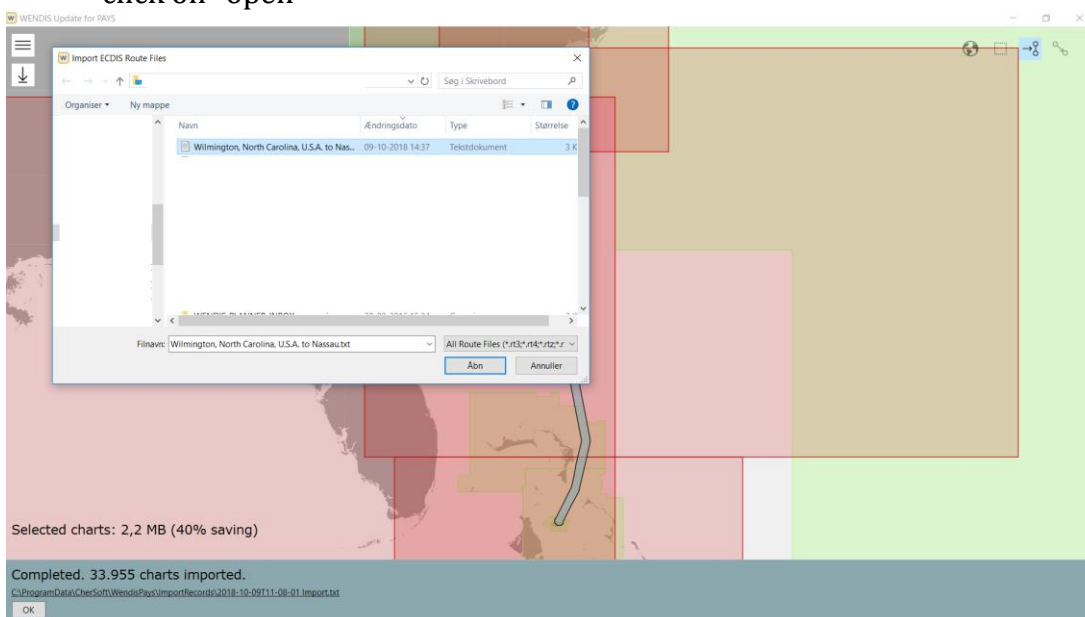 click on "open"
WENDIS Update for PAYS
Import ECDIS Route Files
Søg i Skrivebord
Organiser
Ny mappe
Navn
Ændringsdato
Type
Størrelse
Wilmington, North Carolina, U.S.A. to Nas...
09-10-2018 14:37
Tekstdokument
3 K
Filnavn:
Wilmington, North Carolina, U.S.A. to Nassau.txt
All Route Files (*.rt3;*.rt4;*.rtz;*.r
Åbn
Annuller
Selected charts: 2,2 MB (40% saving)
Completed. 33.955 charts imported.
C:\ProgramData\CherSoft\WendisPays\ImportRecords\2018-10-09T11-08-01 Import.txt
OK